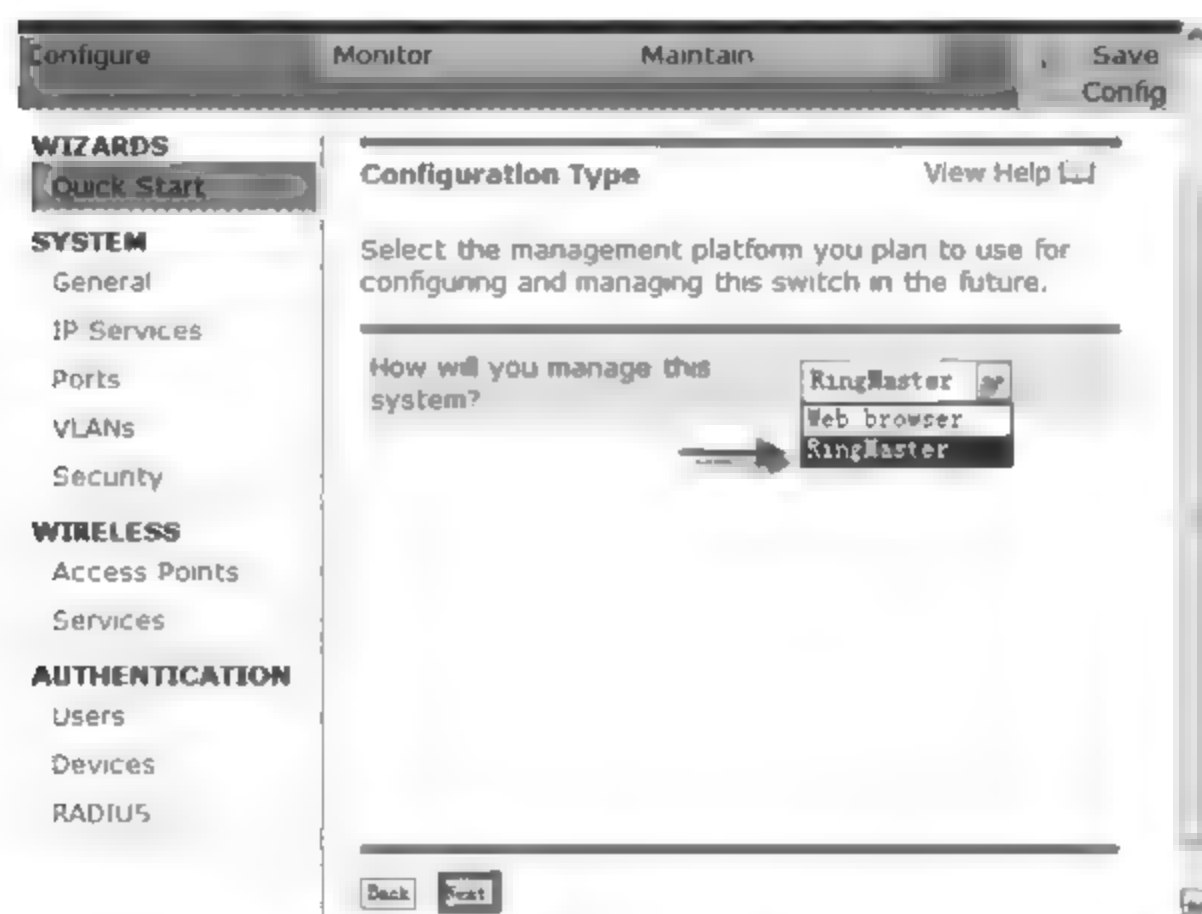 Configure Monitor Maintain Save
Config
WIZARDS
Quick Start
SYSTEM
General
IP Services
Ports
VLANs
Security
WIRELESS
Access Points
Services
AUTHENTICATION
Users
Devices
RADIUS
Configuration Type View Help
Select the management platform you plan to use for
configuring and managing this switch in the future.
How will you manage this
system?
RingMaster
Web browser
RingMaster
Back Next